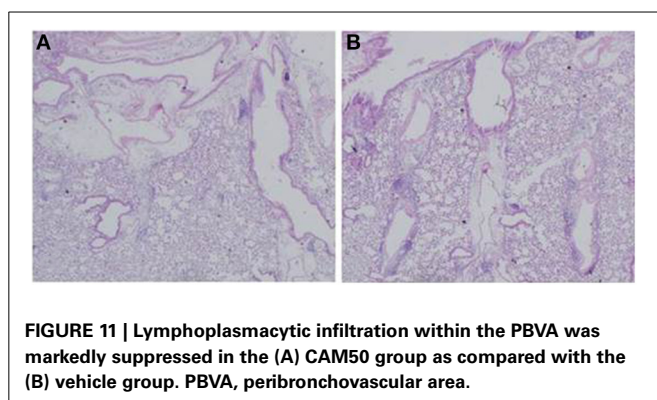 A
B
FIGURE 11 | Lymphoplasmacytic infiltration within the PBVA was
markedly suppressed in the (A) CAM50 group as compared with the
(B) vehicle group. PBVA, peribronchovascular area.